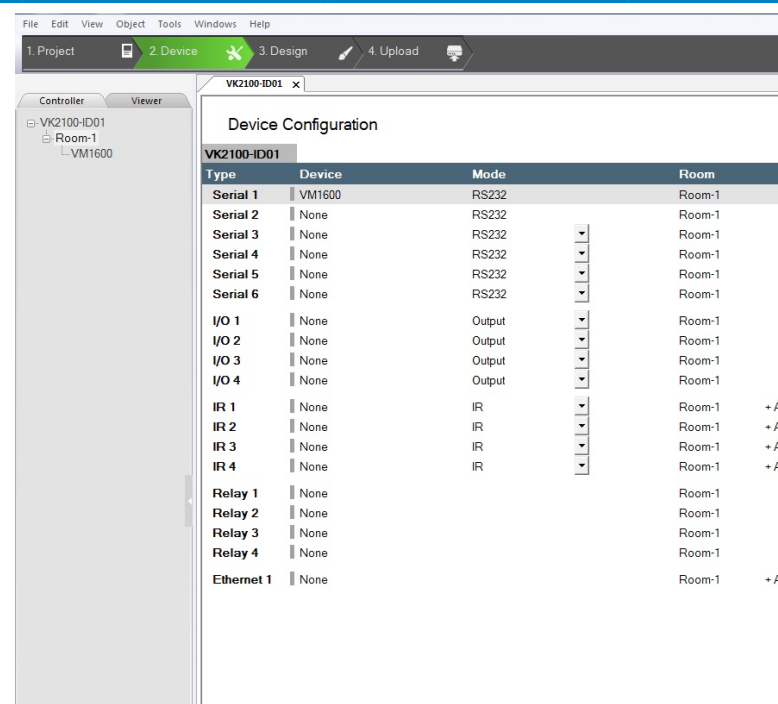 File Edit View Object Tools Windows Help
1. Project 2. Device 3. Design 4. Upload
VK2100-ID01 x
Controller Viewer
VK2100-ID01
Room-1
VM1600
Device Configuration
VK2100-ID01
Type Device Mode Room
Serial 1 VM1600 RS232 Room-1
Serial 2 None RS232 Room-1
Serial 3 None RS232 Room-1
Serial 4 None RS232 Room-1
Serial 5 None RS232 Room-1
Serial 6 None RS232 Room-1
I/O 1 None Output Room-1
I/O 2 None Output Room-1
I/O 3 None Output Room-1
I/O 4 None Output Room-1
IR 1 None IR Room-1 + A
IR 2 None IR Room-1 + A
IR 3 None IR Room-1 + A
IR 4 None IR Room-1 + A
Relay 1 None Room-1
Relay 2 None Room-1
Relay 3 None Room-1
Relay 4 None Room-1
Ethernet 1 None Room-1 + A